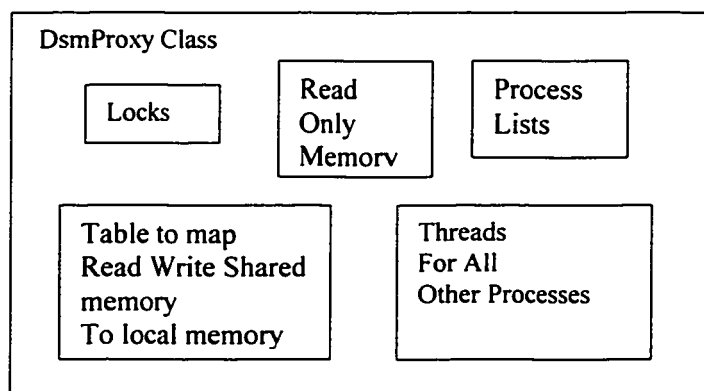 DsmProxy Class
Locks
Read
Only
Memory
Process
Lists
Table to map
Read Write Shared
memory
To local memory
Threads
For All
Other Processes